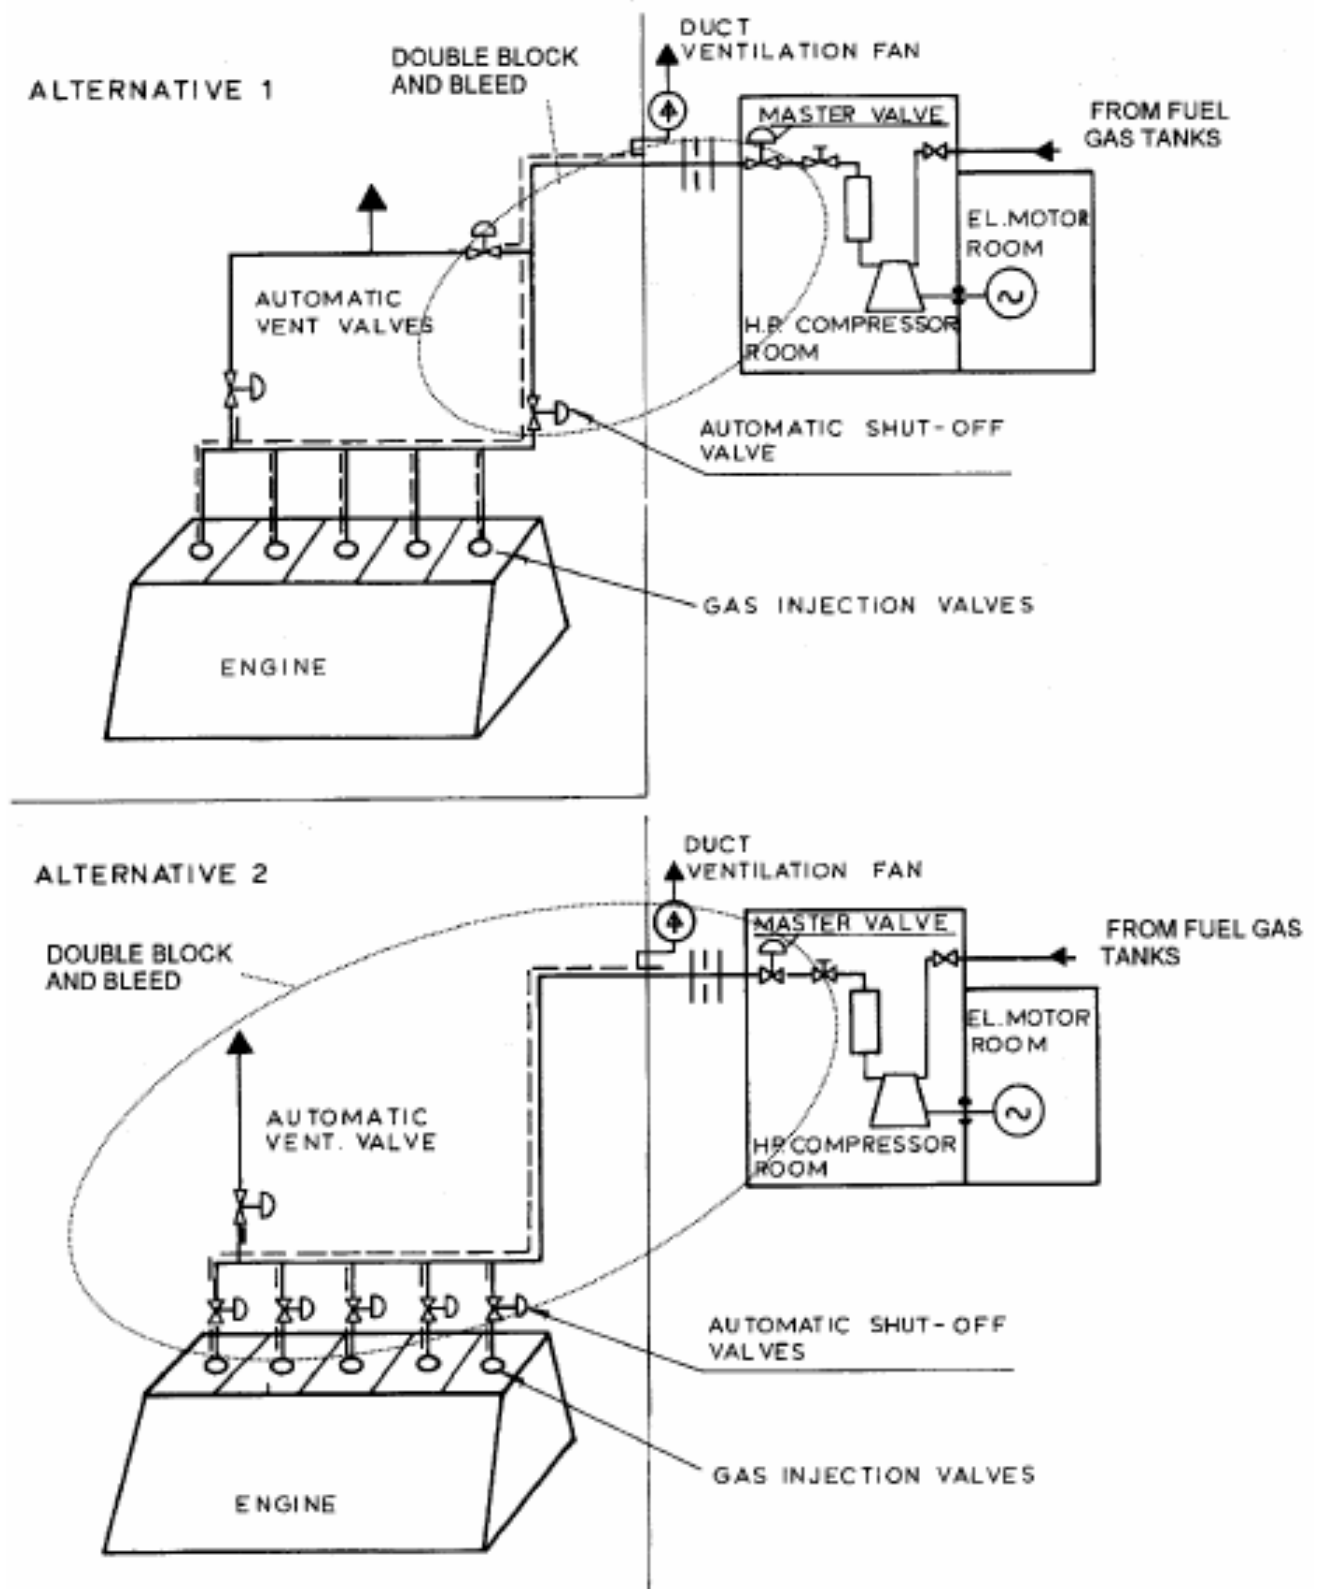 DUCT
VENTILATION FAN
DOUBLE BLOCK
AND BLEED
ALTERNATIVE 1
MASTER VALVE
FROM FUEL
GAS TANKS
EL.MOTOR
ROOM
AUTOMATIC
VENT VALVES
H.P. COMPRESSOR
ROOM
AUTOMATIC SHUT-OFF
VALVE
GAS INJECTION VALVES
ENGINE
DUCT
VENTILATION FAN
ALTERNATIVE 2
MASTER VALVE
FROM FUEL GAS
TANKS
DOUBLE BLOCK
AND BLEED
EL.MOTOR
ROOM
AUTOMATIC
VENT. VALVE
HP.COMPRESSOR
ROOM
AUTOMATIC SHUT-OFF
VALVES
GAS INJECTION VALVES
ENGINE